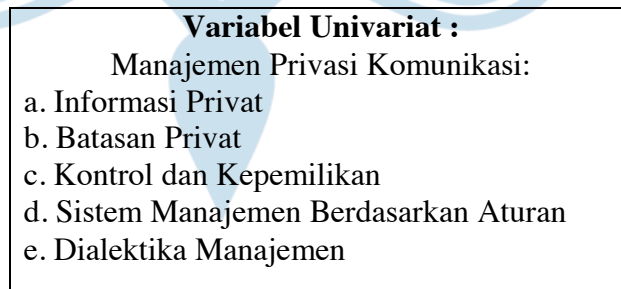 Variabel Univariat :
Manajemen Privasi Komunikasi:
a. Informasi Privat
b. Batasan Privat
c. Kontrol dan Kepemilikan
d. Sistem Manajemen Berdasarkan Aturan
e. Dialektika Manajemen